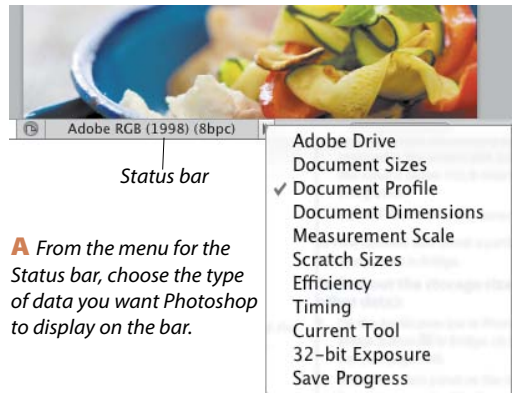 Adobe RGB (1998) (8bpc)
Status bar
A From the menu for the
Status bar, choose the type
of data you want Photoshop
to display on the bar.
Adobe Drive
Document Sizes
✓ Document Profile
Document Dimensions
Measurement Scale
Scratch Sizes
Efficiency
Timing
Current Tool
32-bit Exposure
Save Progress